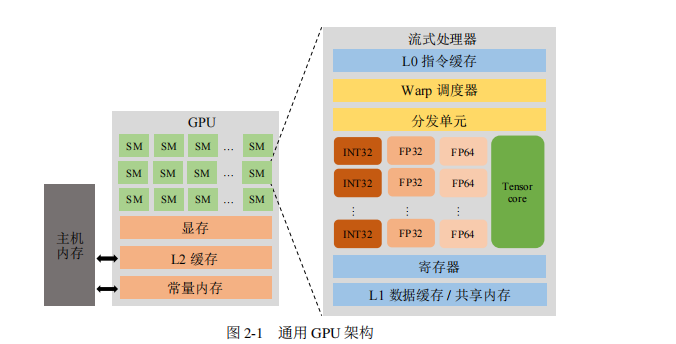 流式处理器
L0 指令缓存
Warp 调度器
分发单元
INT32 FP32 FP64
INT32 FP32 FP64
⋮ ⋮ ⋮
INT32 FP32 FP64
Tensor
core
寄存器
L1 数据缓存 / 共享内存
GPU
SM SM SM … SM
SM SM SM … SM
SM SM SM … SM
显存
L2 缓存
常量内存
主机
内存
图 2-1 通用 GPU 架构